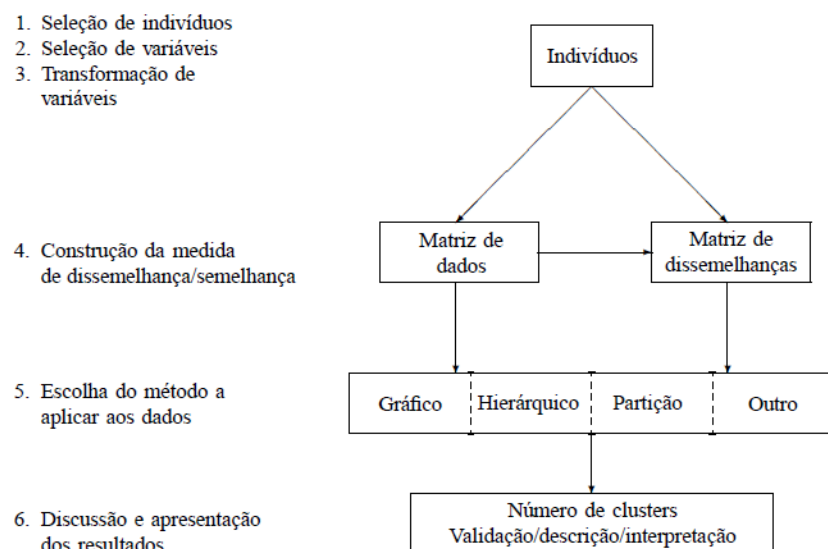 1. Seleção de indivíduos
2. Seleção de variáveis
3. Transformação de
variáveis
Indivíduos
4. Construção da medida
de dissemelhança/semelhança
Matriz de
dados
Matriz de
dissemelhanças
5. Escolha do método a
aplicar aos dados
Gráfico
Hierárquico
Partição
Outro
6. Discussão e apresentação
dos resultados
Número de clusters
Validação/descrição/interpretação